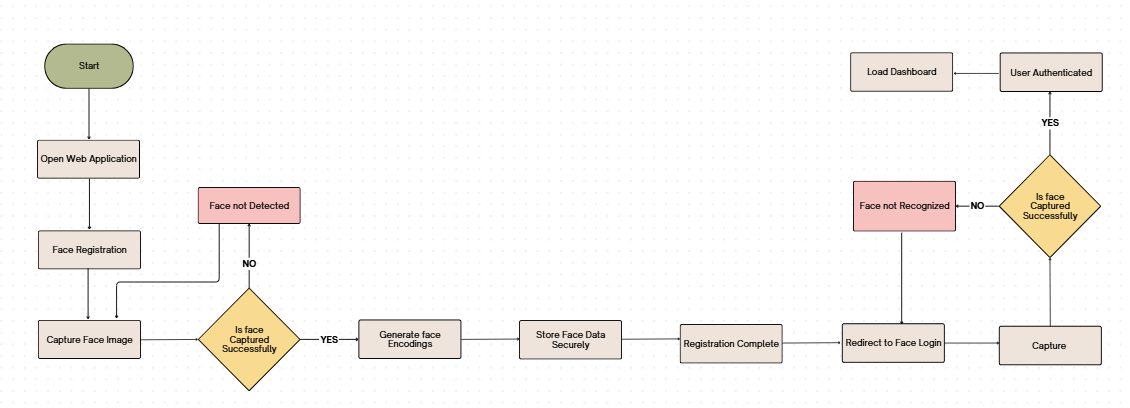 Start
Open Web Application
Face Registration
Capture Face Image
Face not Detected
NO
Is face
Captured
Successfully
YES
Generate face
Encodings
Store Face Data
Securely
Registration Complete
Redirect to Face Login
Capture
Is face
Captured
Successfully
NO
Face not Recognized
YES
User Authenticated
Load Dashboard